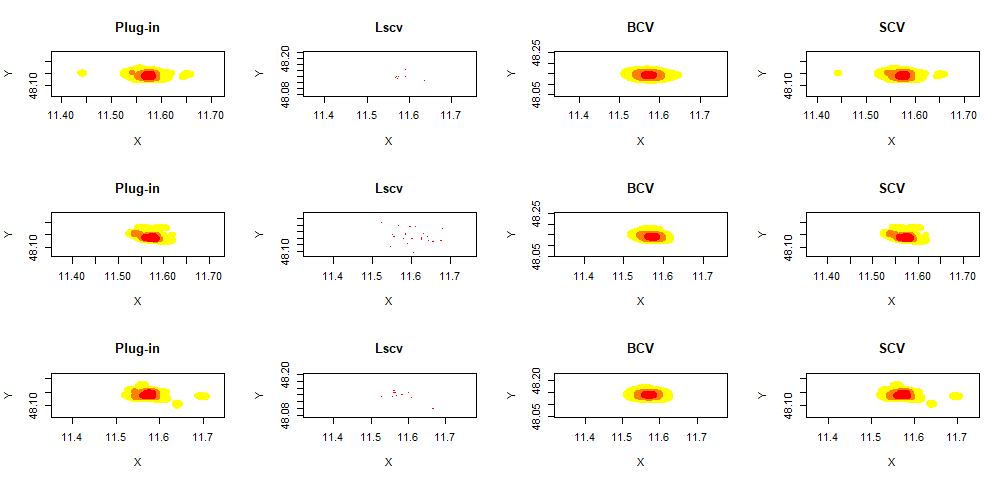 Plug-in Lscv BCV SCV
Y 48.10 Y 48.08 48.20 Y 48.05 48.25 Y 48.10
11.40 11.50 11.60 11.70 11.4 11.5 11.6 11.7 11.4 11.5 11.6 11.7 11.40 11.50 11.60 11.70
X X X X
Plug-in Lscv BCV SCV
Y 48.10 Y 48.10 Y 48.05 48.25 Y 48.10
11.40 11.50 11.60 11.70 11.4 11.5 11.6 11.7 11.4 11.5 11.6 11.7 11.40 11.50 11.60 11.70
X X X X
Plug-in Lscv BCV SCV
Y 48.10 Y 48.08 48.20 Y 48.05 48.20 Y 48.10
11.4 11.5 11.6 11.7 11.4 11.5 11.6 11.7 11.4 11.5 11.6 11.7 11.4 11.5 11.6 11.7
X X X X